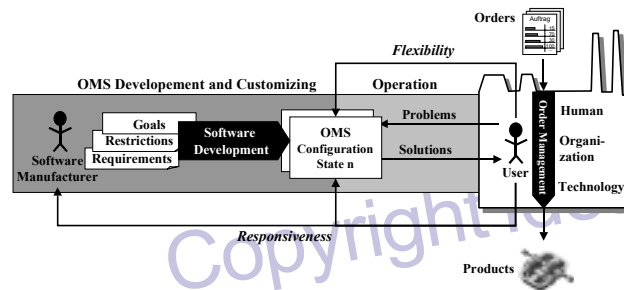 Orders
Auftrag
Flexibility
OMS Developement and Customizing
Operation
Goals
Restrictions
Requirements
Software
Manufacturer
Software
Development
OMS
Configuration
State n
Problems
Solutions
User
Order Management
Human
Organi-
zation
Technology
Responsiveness
Products
Copyright